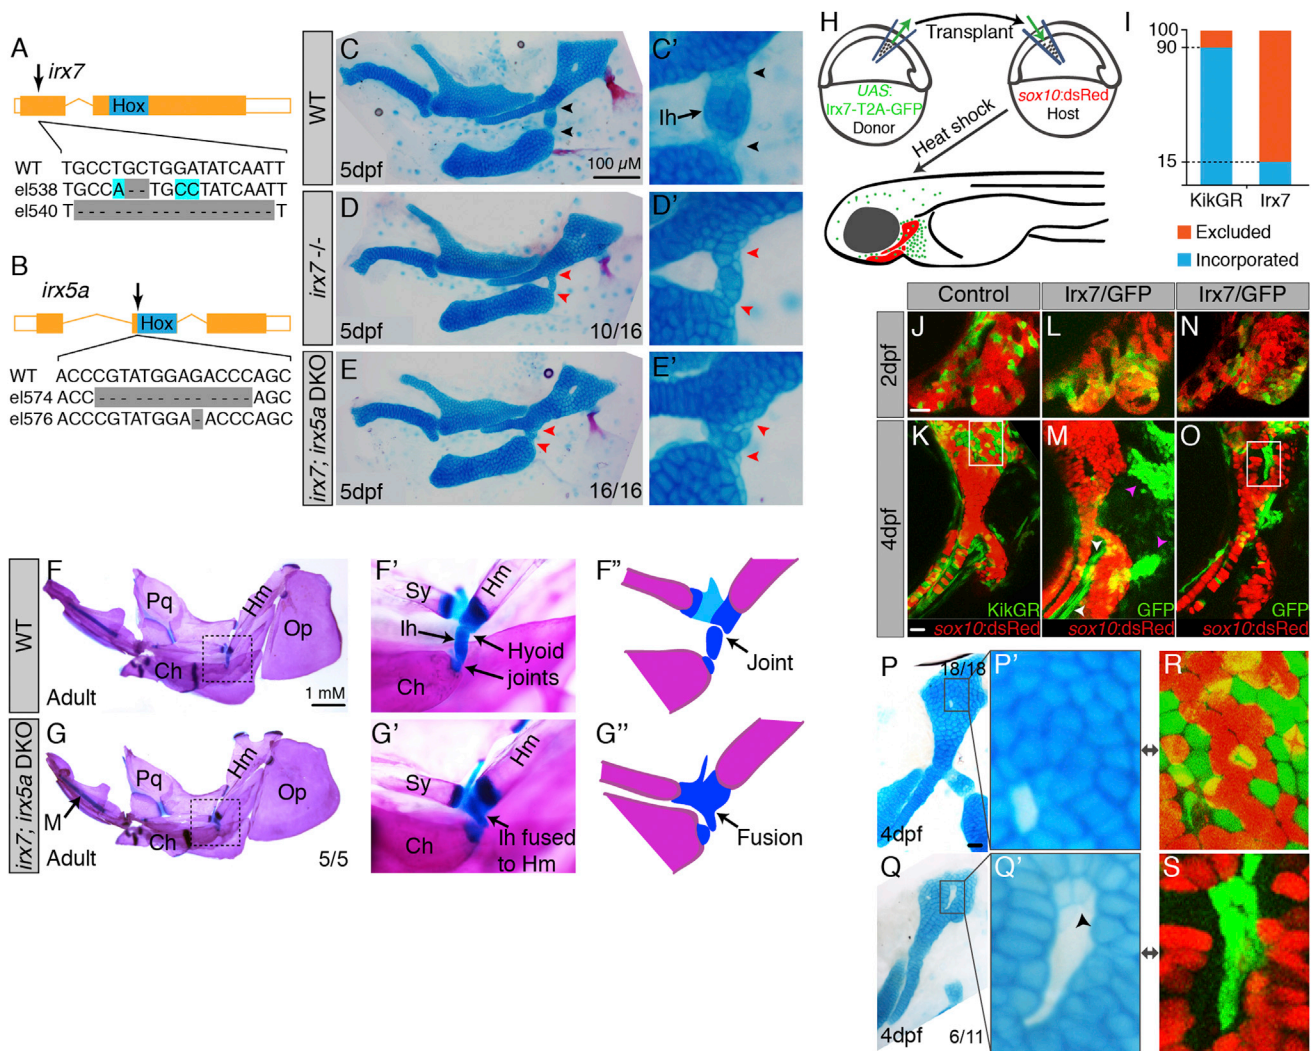 A
irx7
Hox
WT TGCCTGCTGGATATCAATT
el538 TGCCA--TGCCTATCAATT
el540 T-----------------T
B
irx5a
Hox
WT ACCCGTATGGAGACCCAGC
el574 ACC-------------AGC
el576 ACCCGTATGGA-ACCCAGC
WT
C
5dpf
100 µM
C'
Ih
irx7 -/-
D
5dpf
10/16
D'
irx7; irx5a DKO
E
5dpf
16/16
E'
WT
F
Pq
Hm
Op
Ch
Adult
1 mM
F'
Sy
Hm
Ih
Hyoid
joints
Ch
F''
Joint
irx7; irx5a DKO
G
Pq
Hm
Op
M
Ch
Adult
5/5
G'
Sy
Hm
Ch
Ih fused
to Hm
G''
Fusion
H
Transplant
UAS:
Irx7-T2A-GFP
Donor
sox10:dsRed
Host
Heat shock
I
100
90
15
KikGR Irx7
Excluded
Incorporated
Control Irx7/GFP Irx7/GFP
2dpf
J
L
N
4dpf
K
KikGR
sox10:dsRed
M
GFP
sox10:dsRed
O
GFP
sox10:dsRed
P
18/18
4dpf
P'
R
Q
4dpf
6/11
Q'
S